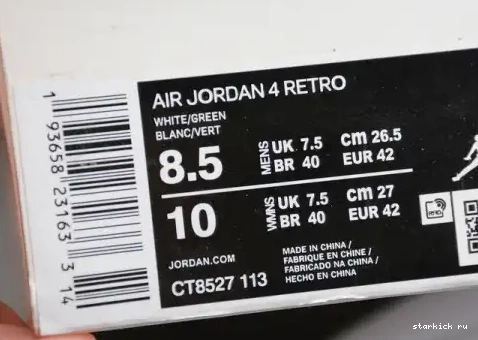 AIR JORDAN 4 RETRO
WHITE/GREEN
BLANC/VERT
8.5 MENS UK 7.5 cm 26.5
BR 40 EUR 42
10 WMNS UK 7.5 cm 27
BR 40 EUR 42
JORDAN.COM
MADE IN CHINA /
FABRIQUE EN CHINE /
FABRICADO NA CHINA /
HECHO EN CHINA
CT8527 113
1 93658 23163 3 14
starkick ru